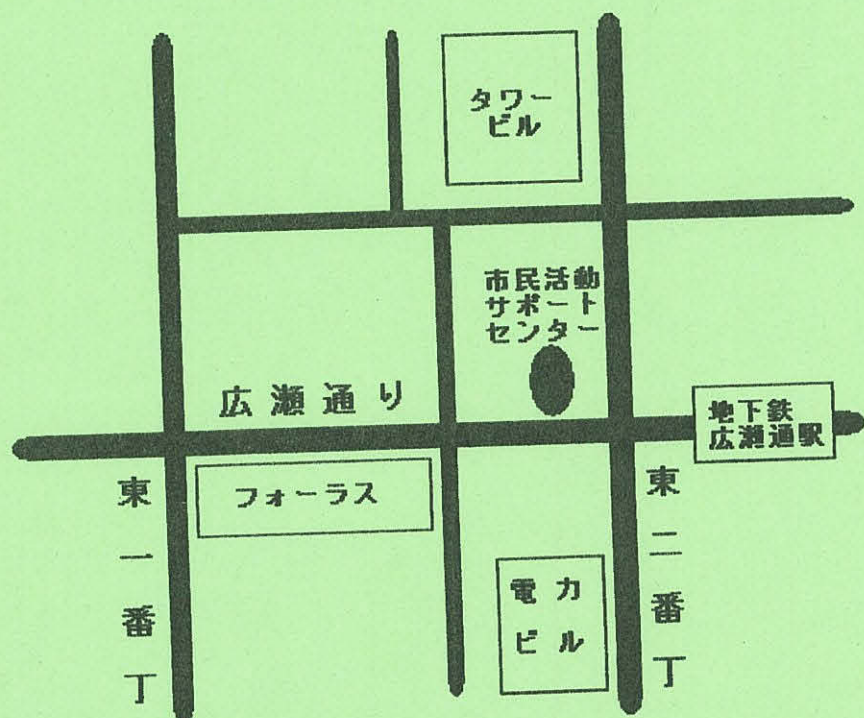 タワー
ビル
市民活動
サポート
センター
広瀬通り
地下鉄
広瀬通駅
フォーラス
東一番丁
東二番丁
電力
ビル